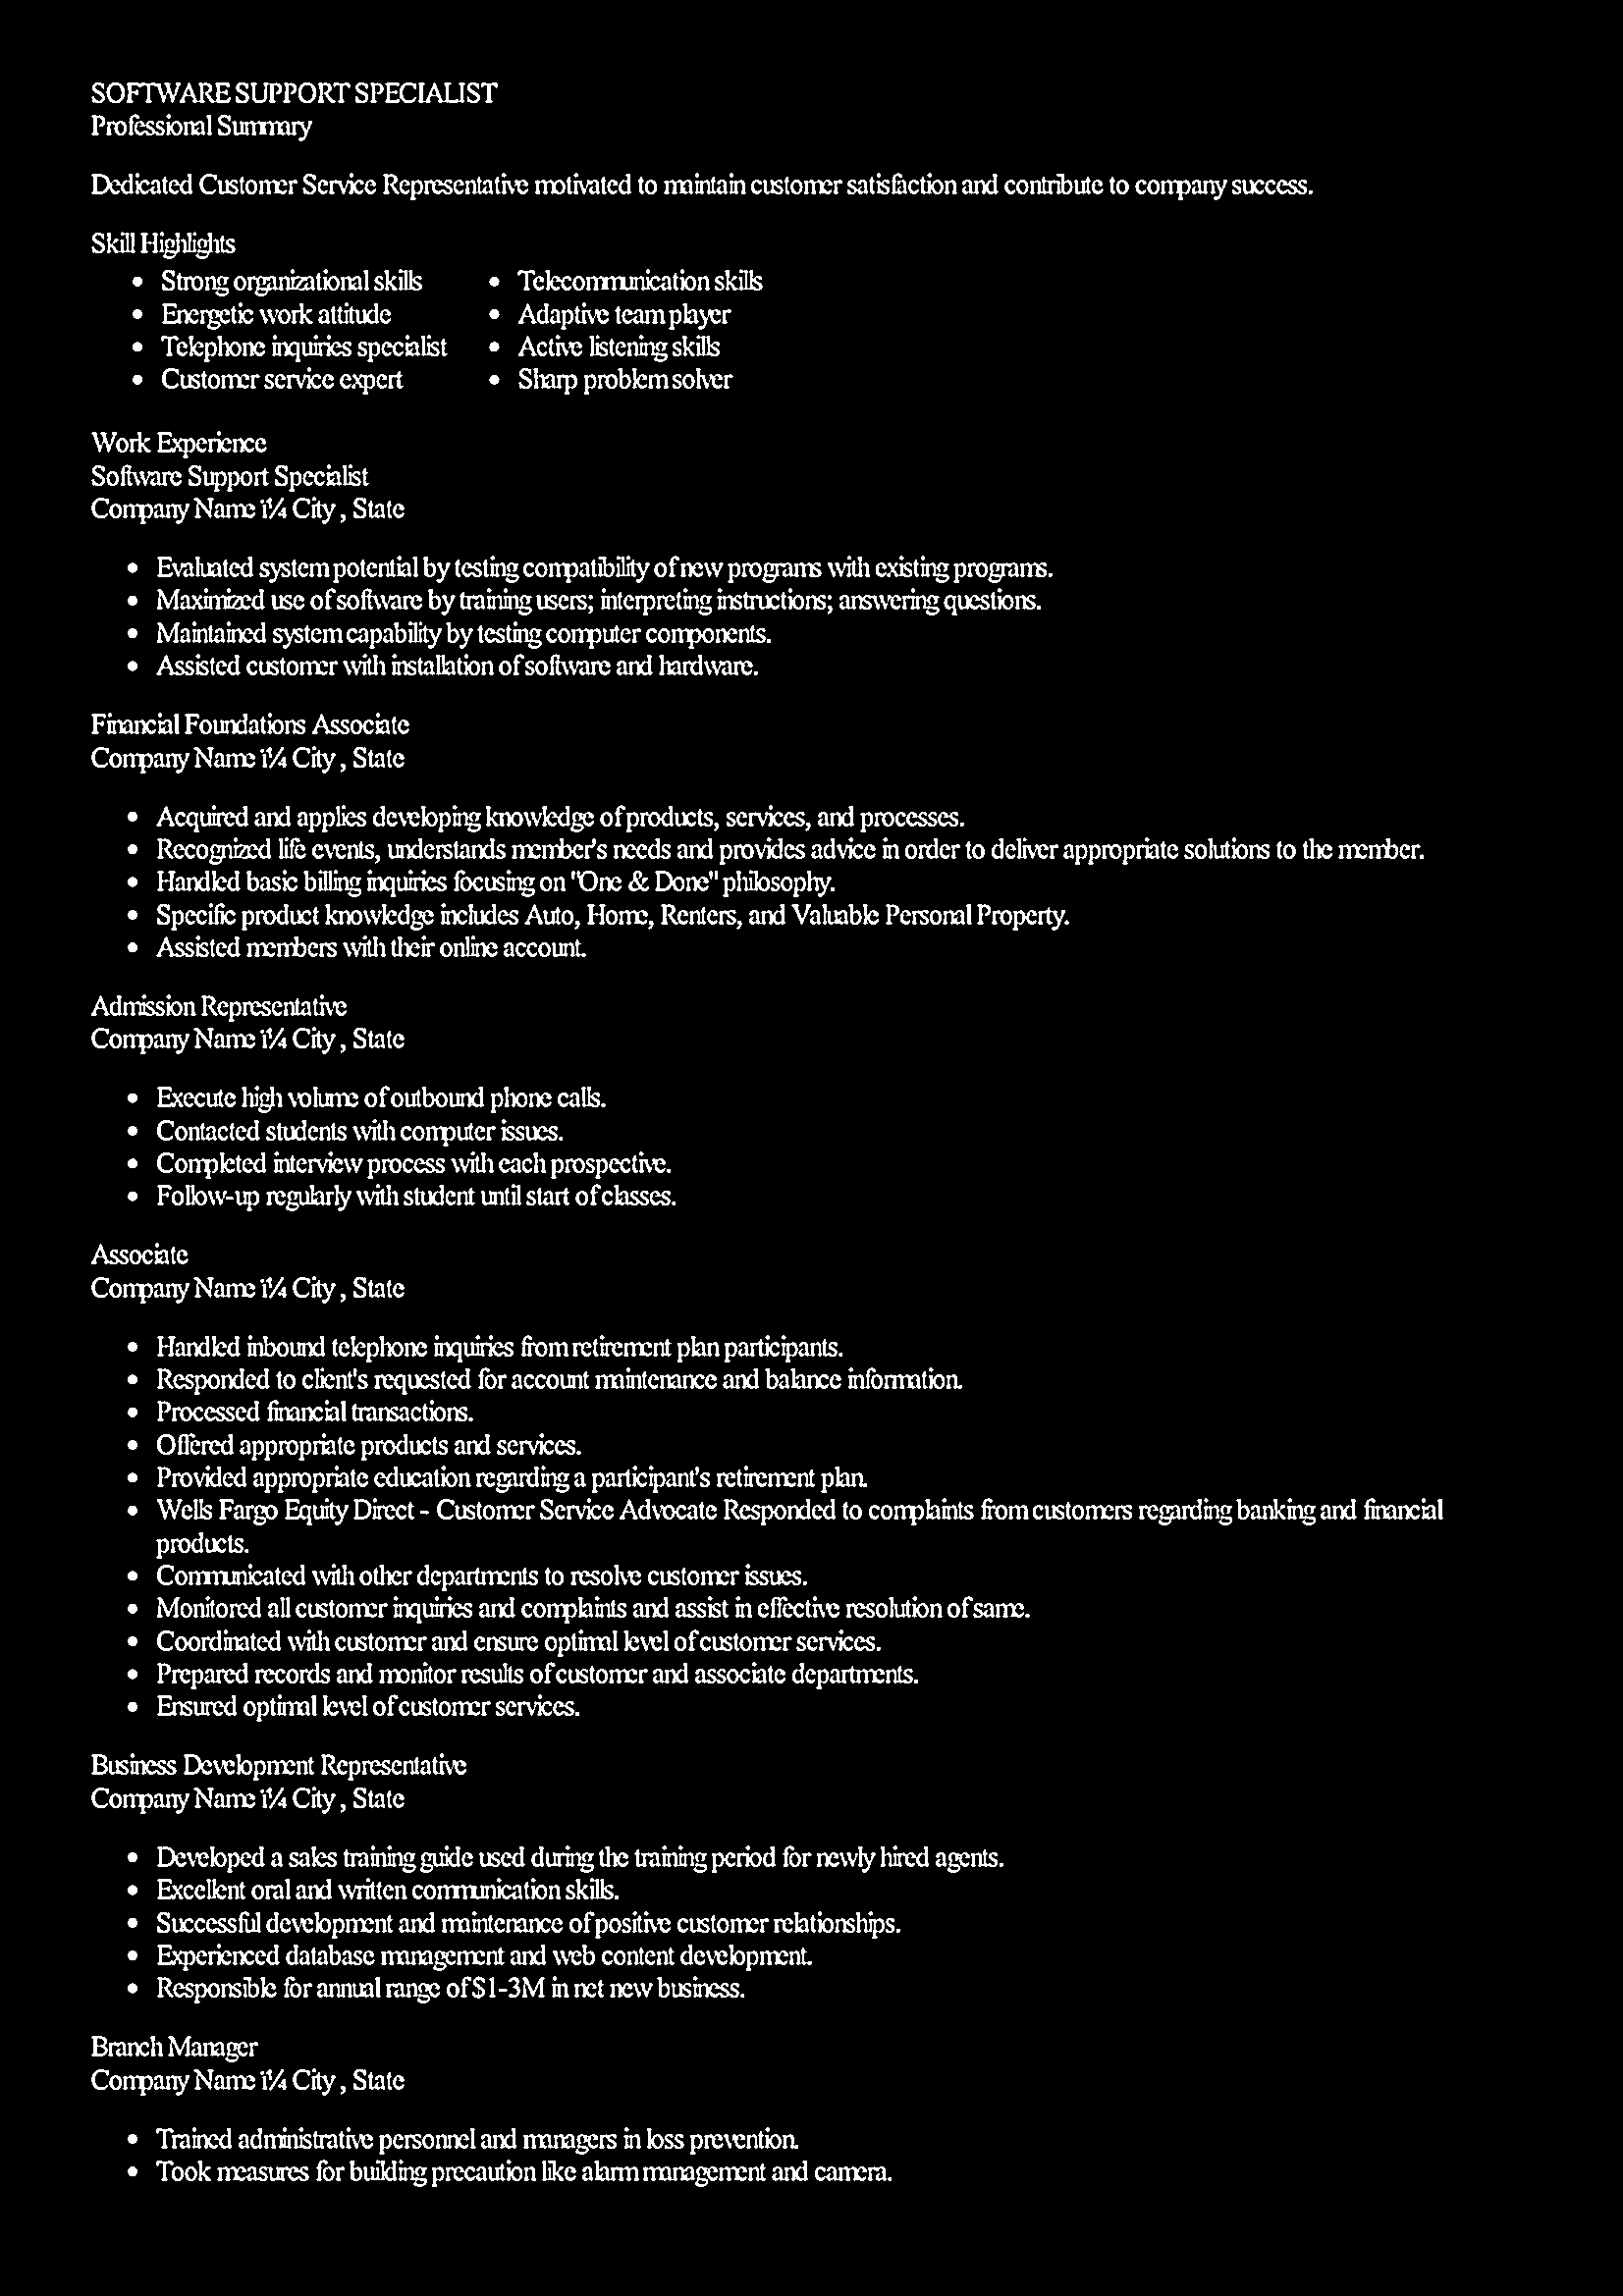 SOFTWARE SUPPORT SPECIALIST
Professional Summary
Dedicated Customer Service Representative motivated to maintain customer satisfaction and contribute to company success.
Skill Highlights
• Strong organizational skills
• Energetic work attitude
• Telephone inquiries specialist
• Customer service expert
• Telecommunication skills
• Adaptive team player
• Active listening skills
• Sharp problem solver
Work Experience
Software Support Specialist
Company Name ï¼ City , State
• Evaluated system potential by testing compatibility of new programs with existing programs.
• Maximized use of software by training users; interpreting instructions; answering questions.
• Maintained system capability by testing computer components.
• Assisted customer with installation of software and hardware.
Financial Foundations Associate
Company Name ï¼ City , State
• Acquired and applies developing knowledge of products, services, and processes.
• Recognized life events, understands member's needs and provides advice in order to deliver appropriate solutions to the member.
• Handled basic billing inquiries focusing on "One & Done" philosophy.
• Specific product knowledge includes Auto, Home, Renters, and Valuable Personal Property.
• Assisted members with their online account.
Admission Representative
Company Name ï¼ City , State
• Execute high volume of outbound phone calls.
• Contacted students with computer issues.
• Completed interview process with each prospective.
• Follow-up regularly with student until start of classes.
Associate
Company Name ï¼ City , State
• Handled inbound telephone inquiries from retirement plan participants.
• Responded to client's requested for account maintenance and balance information.
• Processed financial transactions.
• Offered appropriate products and services.
• Provided appropriate education regarding a participant's retirement plan.
• Wells Fargo Equity Direct - Customer Service Advocate Responded to complaints from customers regarding banking and financial
products.
• Communicated with other departments to resolve customer issues.
• Monitored all customer inquiries and complaints and assist in effective resolution of same.
• Coordinated with customer and ensure optimal level of customer services.
• Prepared records and monitor results of customer and associate departments.
• Ensured optimal level of customer services.
Business Development Representative
Company Name ï¼ City , State
• Developed a sales training guide used during the training period for newly hired agents.
• Excellent oral and written communication skills.
• Successful development and maintenance of positive customer relationships.
• Experienced database management and web content development.
• Responsible for annual range of $1-3M in net new business.
Branch Manager
Company Name ï¼ City , State
• Trained administrative personnel and managers in loss prevention.
• Took measures for building precaution like alarm management and camera.